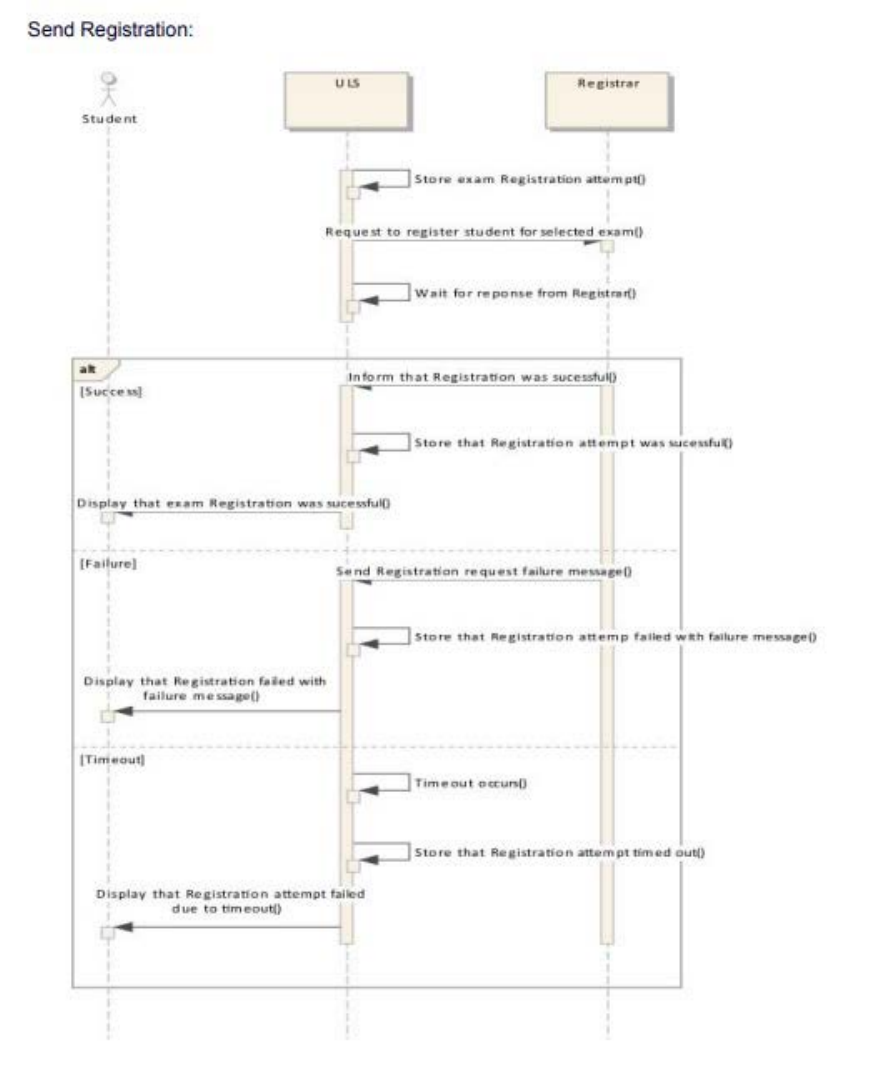 Send Registration:
Student
ULS
Registrar
Store exam Registration attempt()
Request to register student for selected exam()
Wait for reponse from Registrar()
alt
[Success]
Inform that Registration was sucessful()
Store that Registration attempt was sucessful()
Display that exam Registration was sucessful()
[Failure]
Send Registration request failure message()
Store that Registration attemp failed with failure message()
Display that Registration failed with
failure message()
[Timeout]
Timeout occurs()
Store that Registration attempt timed out()
Display that Registration attempt failed
due to timeout()